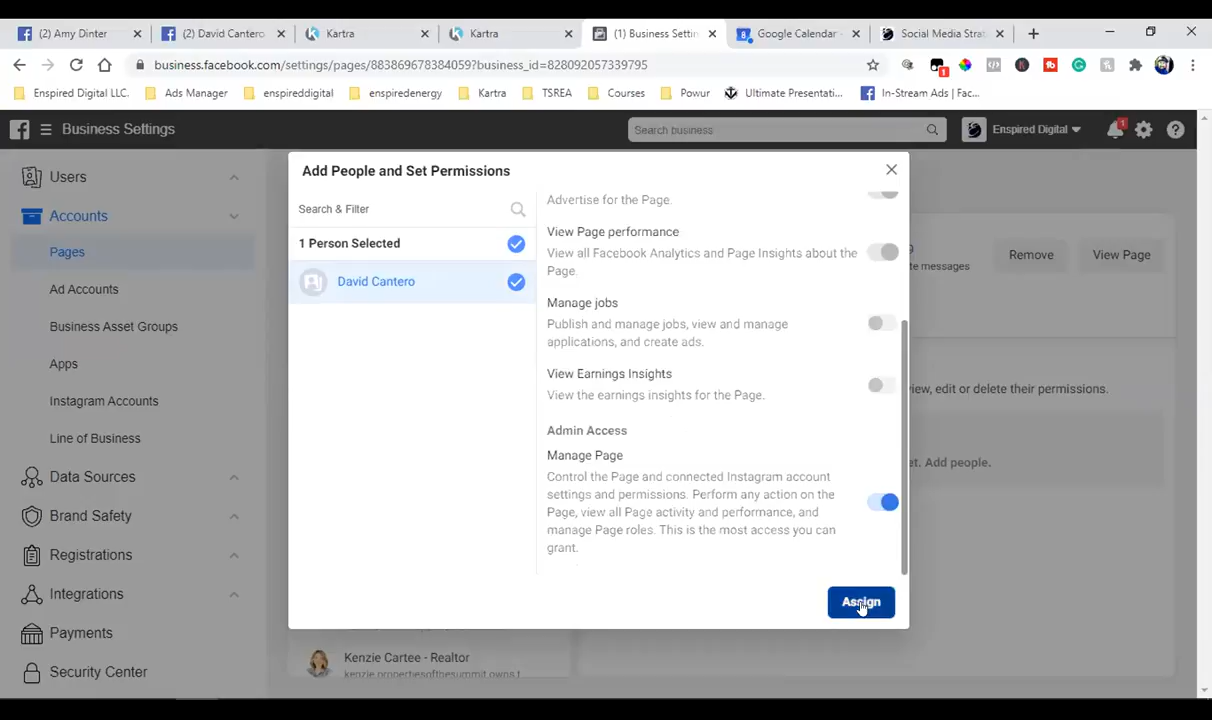 (2) Amy Dinter
(2) David Cantero
Kartra
Kartra
(1) Business Settin
Google Calendar -
Social Media Strat
business.facebook.com/settings/pages/883869678384059?business_id=828092057339795
Enspired Digital LLC.
Ads Manager
enspireddigital
enspiredenergy
Kartra
TSREA
Courses
Powur
Ultimate Presentati...
In-Stream Ads | Fac...
Business Settings
Search business
Enspired Digital
1
Users
Accounts
Pages
Ad Accounts
Business Asset Groups
Apps
Instagram Accounts
Line of Business
Data Sources
Brand Safety
Registrations
Integrations
Payments
Security Center
Add People and Set Permissions
Search & Filter
1 Person Selected
David Cantero
Advertise for the Page.
View Page performance
View all Facebook Analytics and Page Insights about the
Page.
Manage jobs
Publish and manage jobs, view and manage
applications, and create ads.
View Earnings Insights
View the earnings insights for the Page.
Admin Access
Manage Page
Control the Page and connected Instagram account
settings and permissions. Perform any action on the
Page, view all Page activity and performance, and
manage Page roles. This is the most access you can
grant.
Assign
Remove
View Page
te messages
view, edit or delete their permissions.
et. Add people.
Kenzie Cartee - Realtor